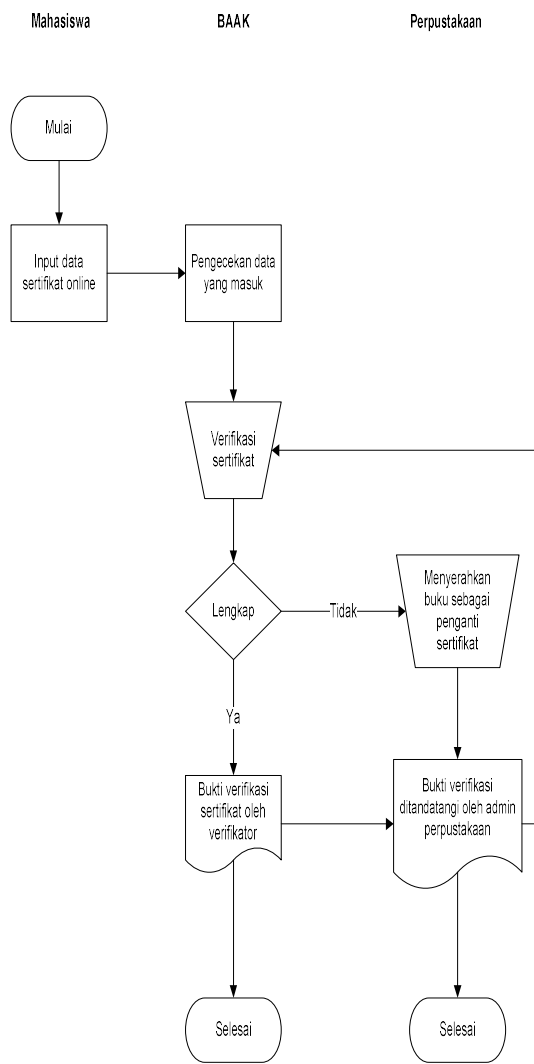 Mahasiswa
BAAK
Perpustakaan
Mulai
Input data
sertifikat online
Pengecekan data
yang masuk
Verifikasi
sertifikat
Lengkap
Tidak
Menyerahkan
buku sebagai
penganti
sertifikat
Ya
Bukti verifikasi
sertifikat oleh
verifikator
Bukti verifikasi
ditandatangi oleh admin
perpustakaan
Selesai
Selesai